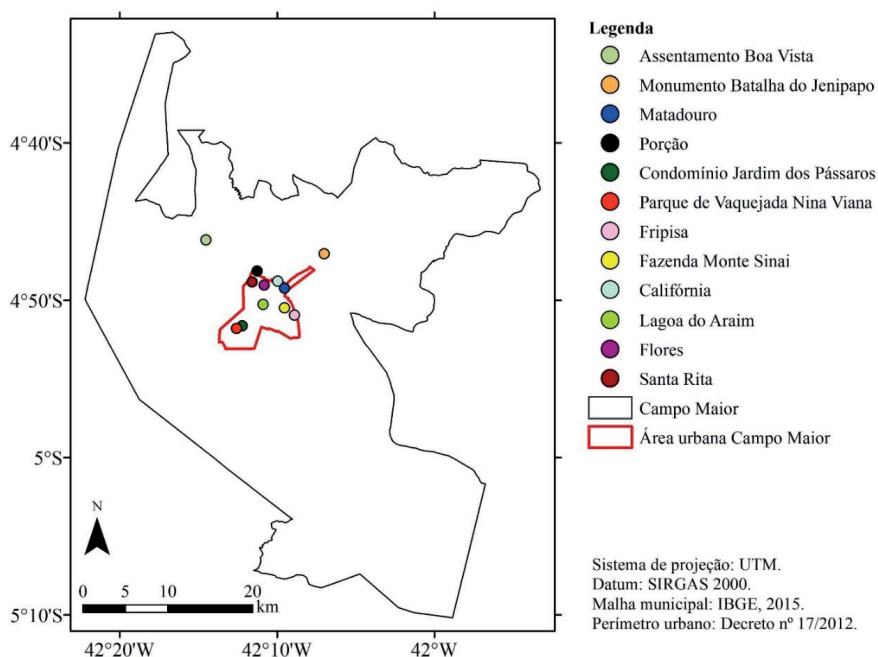 Legenda
Assentamento Boa Vista
Monumento Batalha do Jenipapo
Matadouro
Porção
Condomínio Jardim dos Pássaros
Parque de Vaquejada Nina Viana
Fripisa
Fazenda Monte Sinai
Califórnia
Lagoa do Araim
Flores
Santa Rita
Campo Maior
Área urbana Campo Maior
4°40'S
4°50'S
5°S
5°10'S
N
0 5 10 20
km
42°20'W 42°10'W 42°W
Sistema de projeção: UTM.
Datum: SIRGAS 2000.
Malha municipal: IBGE, 2015.
Perímetro urbano: Decreto nº 17/2012.